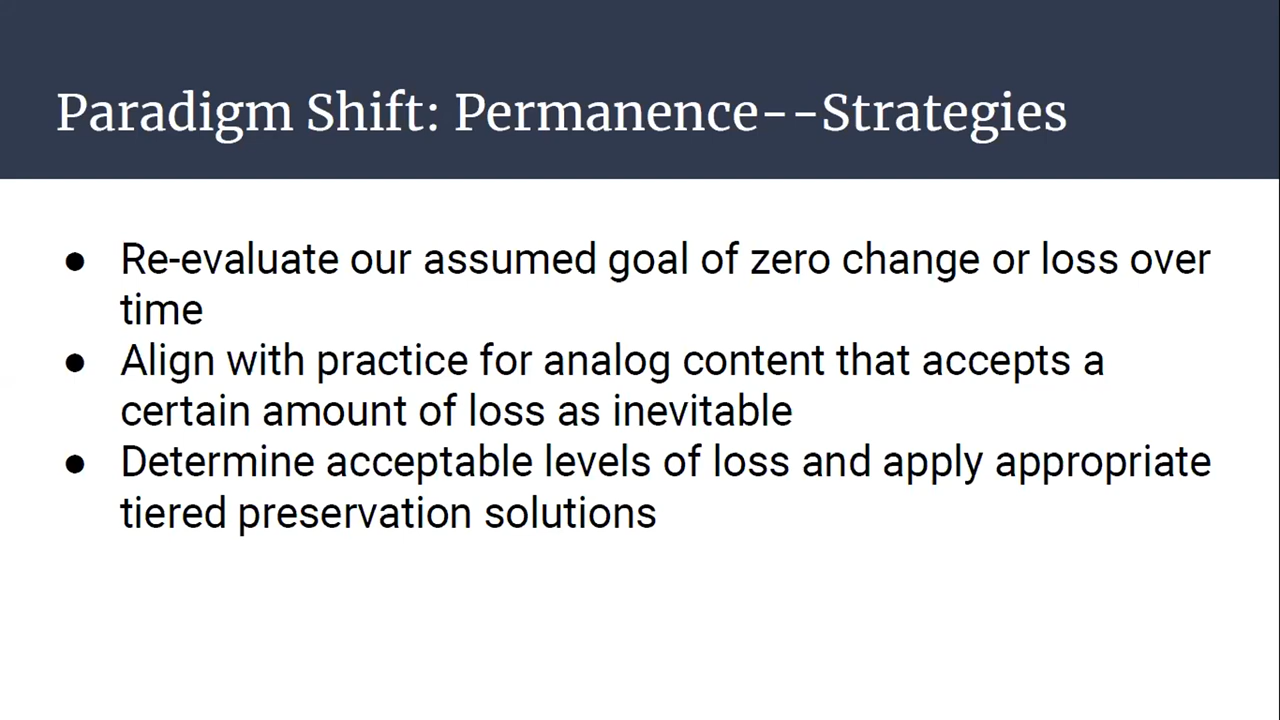 Paradigm Shift: Permanence--Strategies
● Re-evaluate our assumed goal of zero change or loss over
time
● Align with practice for analog content that accepts a
certain amount of loss as inevitable
● Determine acceptable levels of loss and apply appropriate
tiered preservation solutions